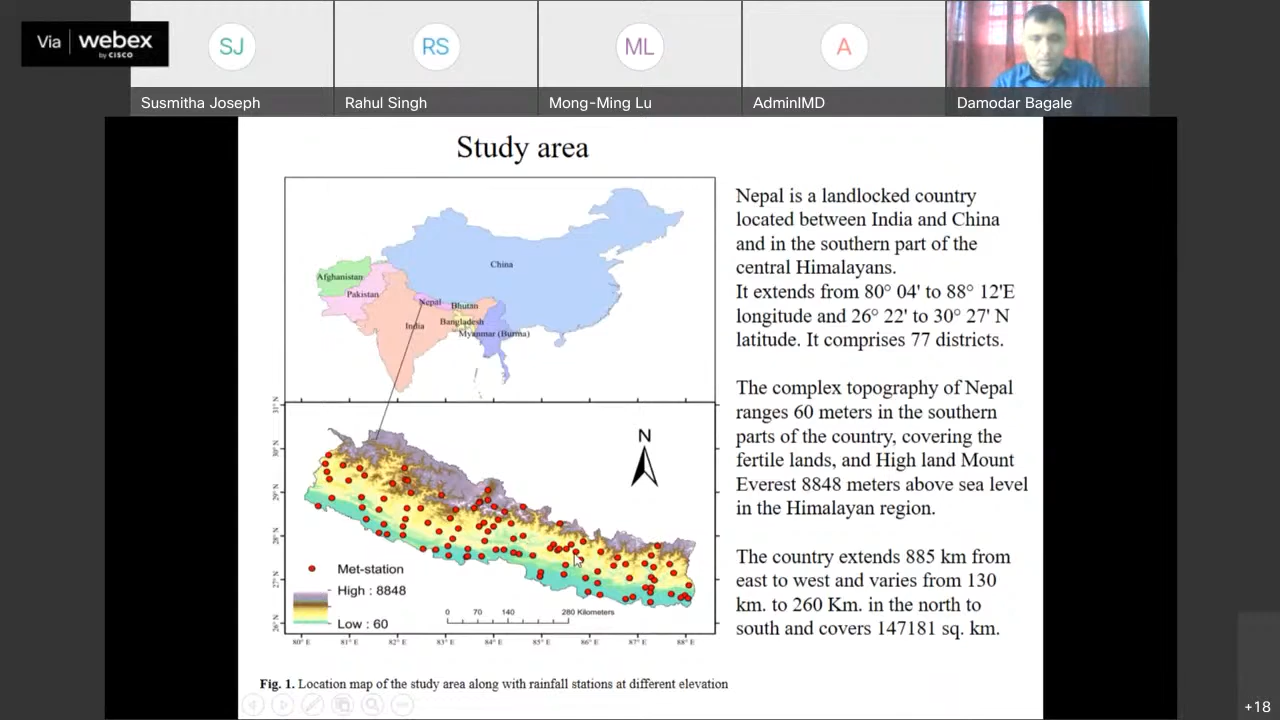 Via webex
by CISCO
SJ
Susmitha Joseph
RS
Rahul Singh
ML
Mong-Ming Lu
A
AdminIMD
Damodar Bagale
Study area
China
Afghanistan
Pakistan
Nepal
Bhutan
India
Bangladesh
Myanmar (Burma)
31° N
30° N
29° N
28° N
27° N
26° N
N
Met-station
High : 8848
Low : 60
0 70 140 280 Kilometers
80° E 81° E 82° E 83° E 84° E 85° E 86° E 87° E 88° E
Fig. 1. Location map of the study area along with rainfall stations at different elevation
Nepal is a landlocked country
located between India and China
and in the southern part of the
central Himalayans.
It extends from 80° 04' to 88° 12'E
longitude and 26° 22' to 30° 27' N
latitude. It comprises 77 districts.
The complex topography of Nepal
ranges 60 meters in the southern
parts of the country, covering the
fertile lands, and High land Mount
Everest 8848 meters above sea level
in the Himalayan region.
The country extends 885 km from
east to west and varies from 130
km. to 260 Km. in the north to
south and covers 147181 sq. km.
+18